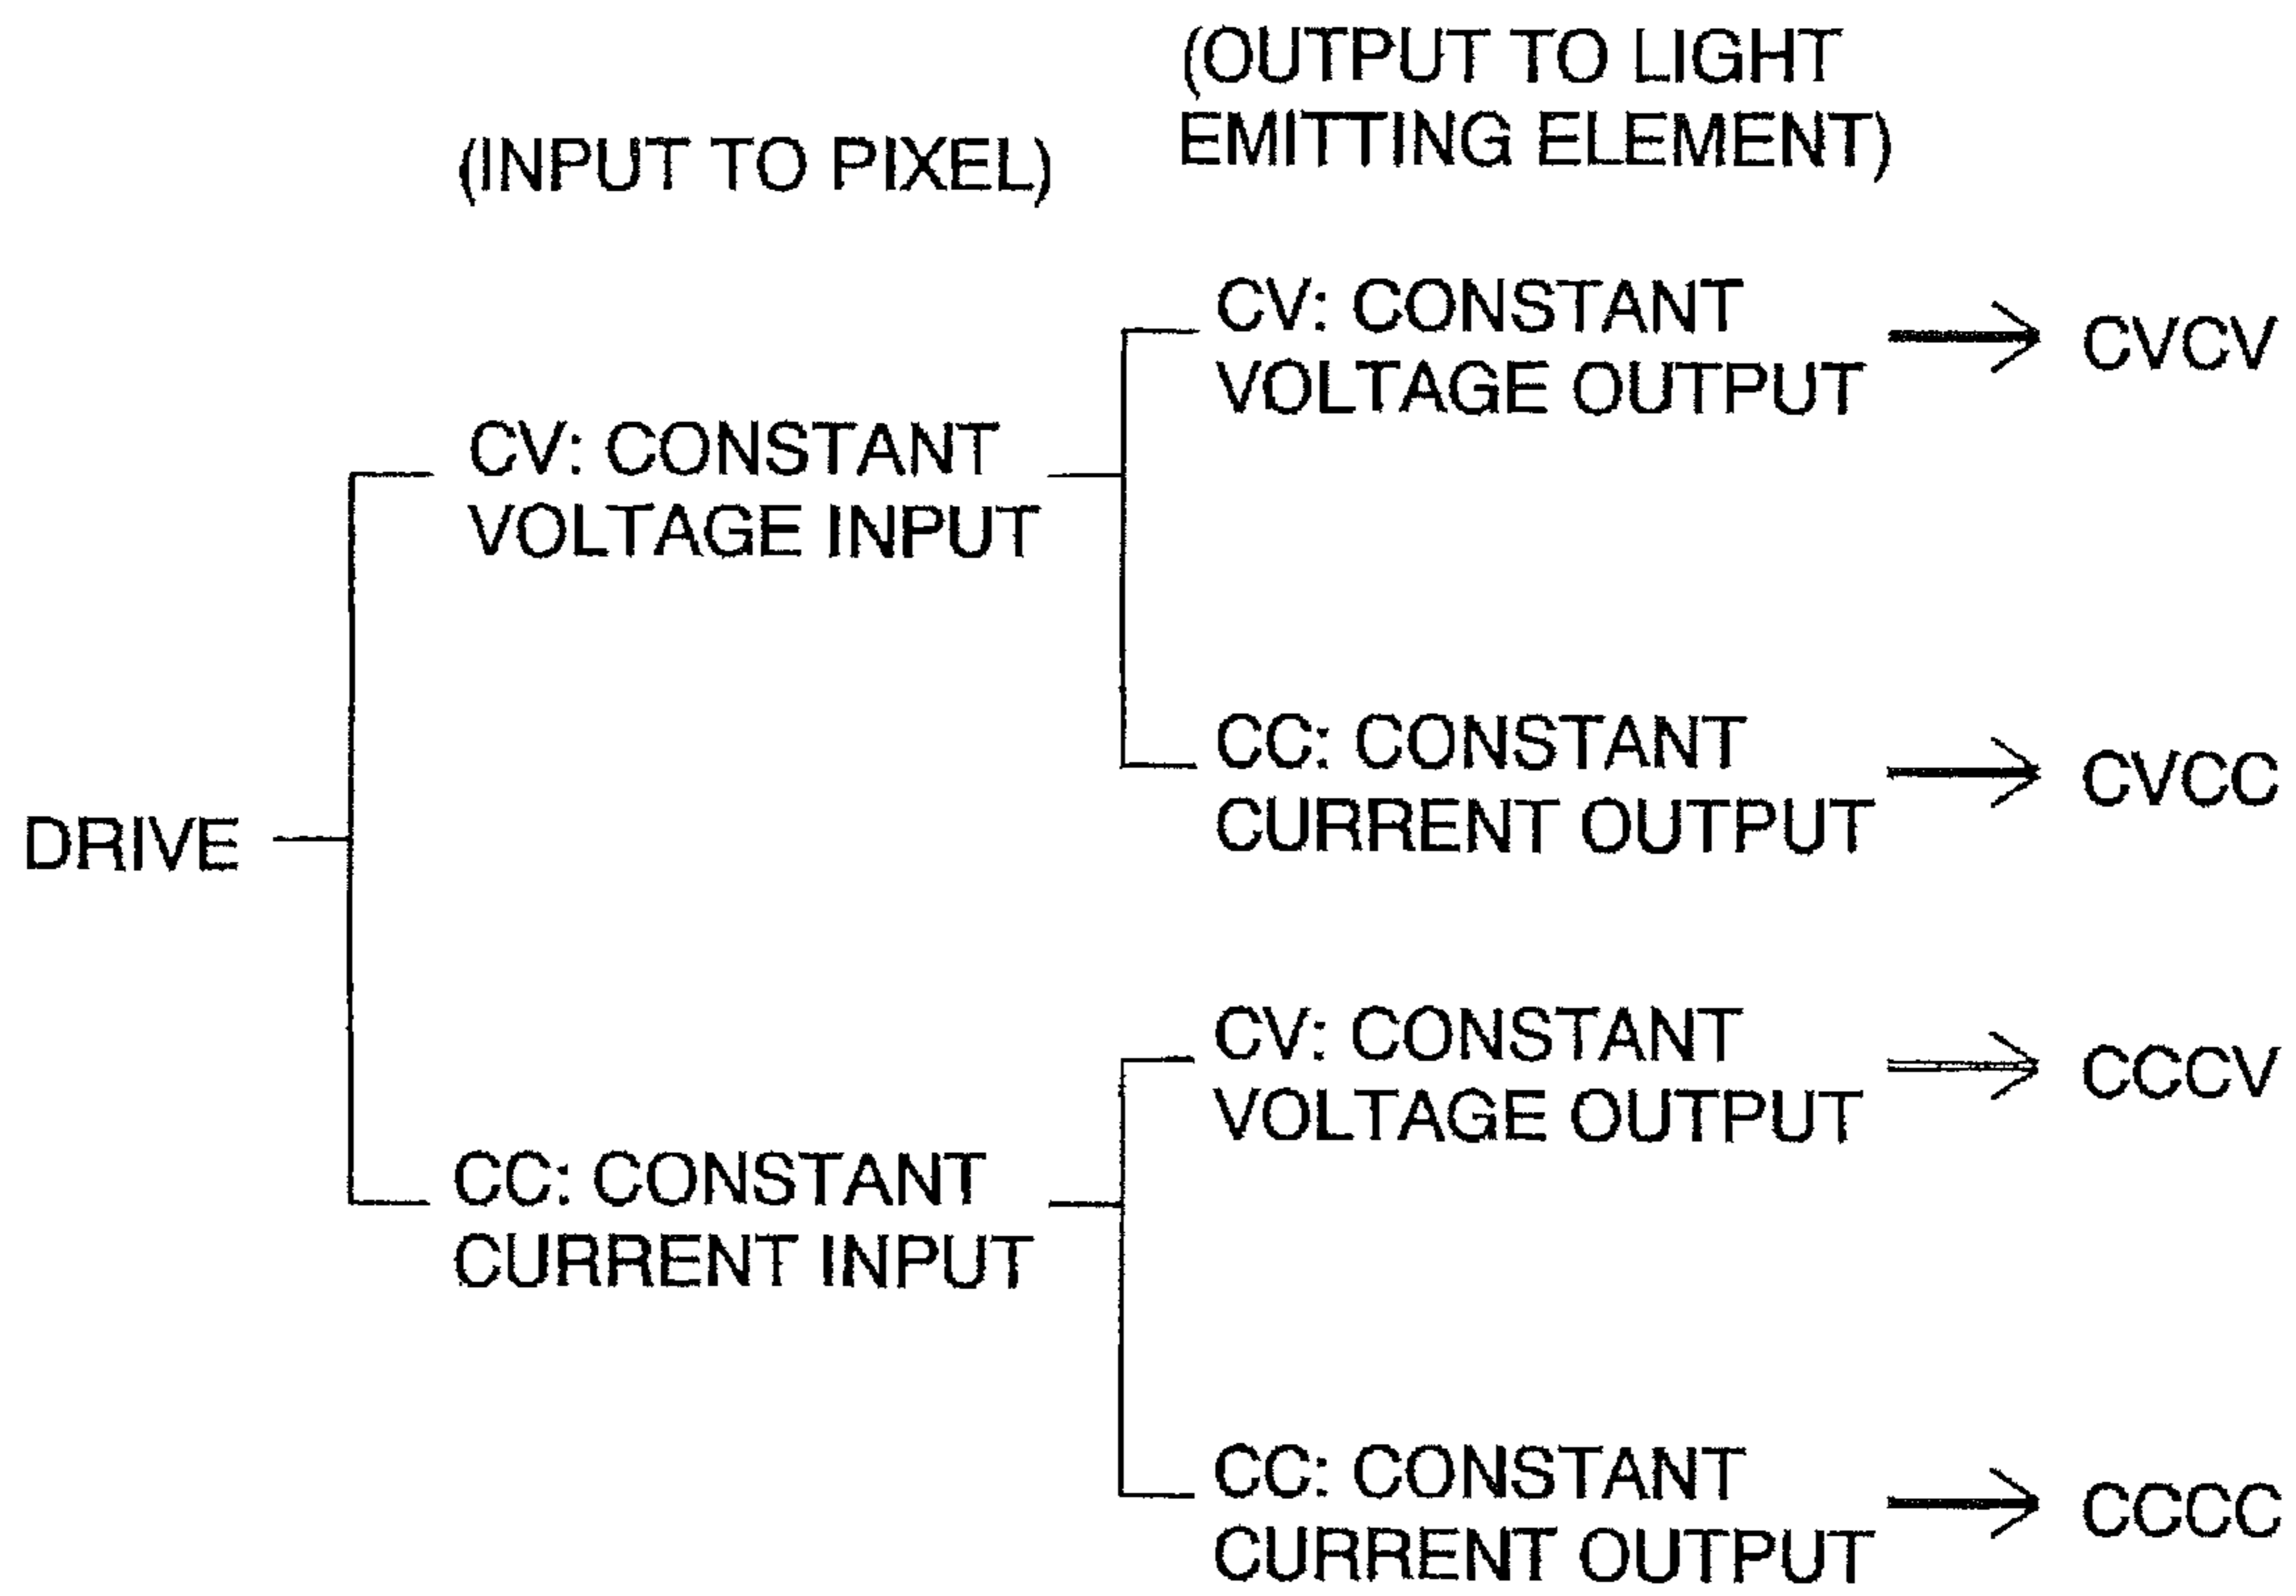 (OUTPUT TO LIGHT
EMITTING ELEMENT)
(INPUT TO PIXEL)
CV: CONSTANT
VOLTAGE OUTPUT
CVCV
CV: CONSTANT
VOLTAGE INPUT
CC: CONSTANT
CURRENT OUTPUT
CVCC
DRIVE
CV: CONSTANT
VOLTAGE OUTPUT
CCCV
CC: CONSTANT
CURRENT INPUT
CC: CONSTANT
CURRENT OUTPUT
CCCC